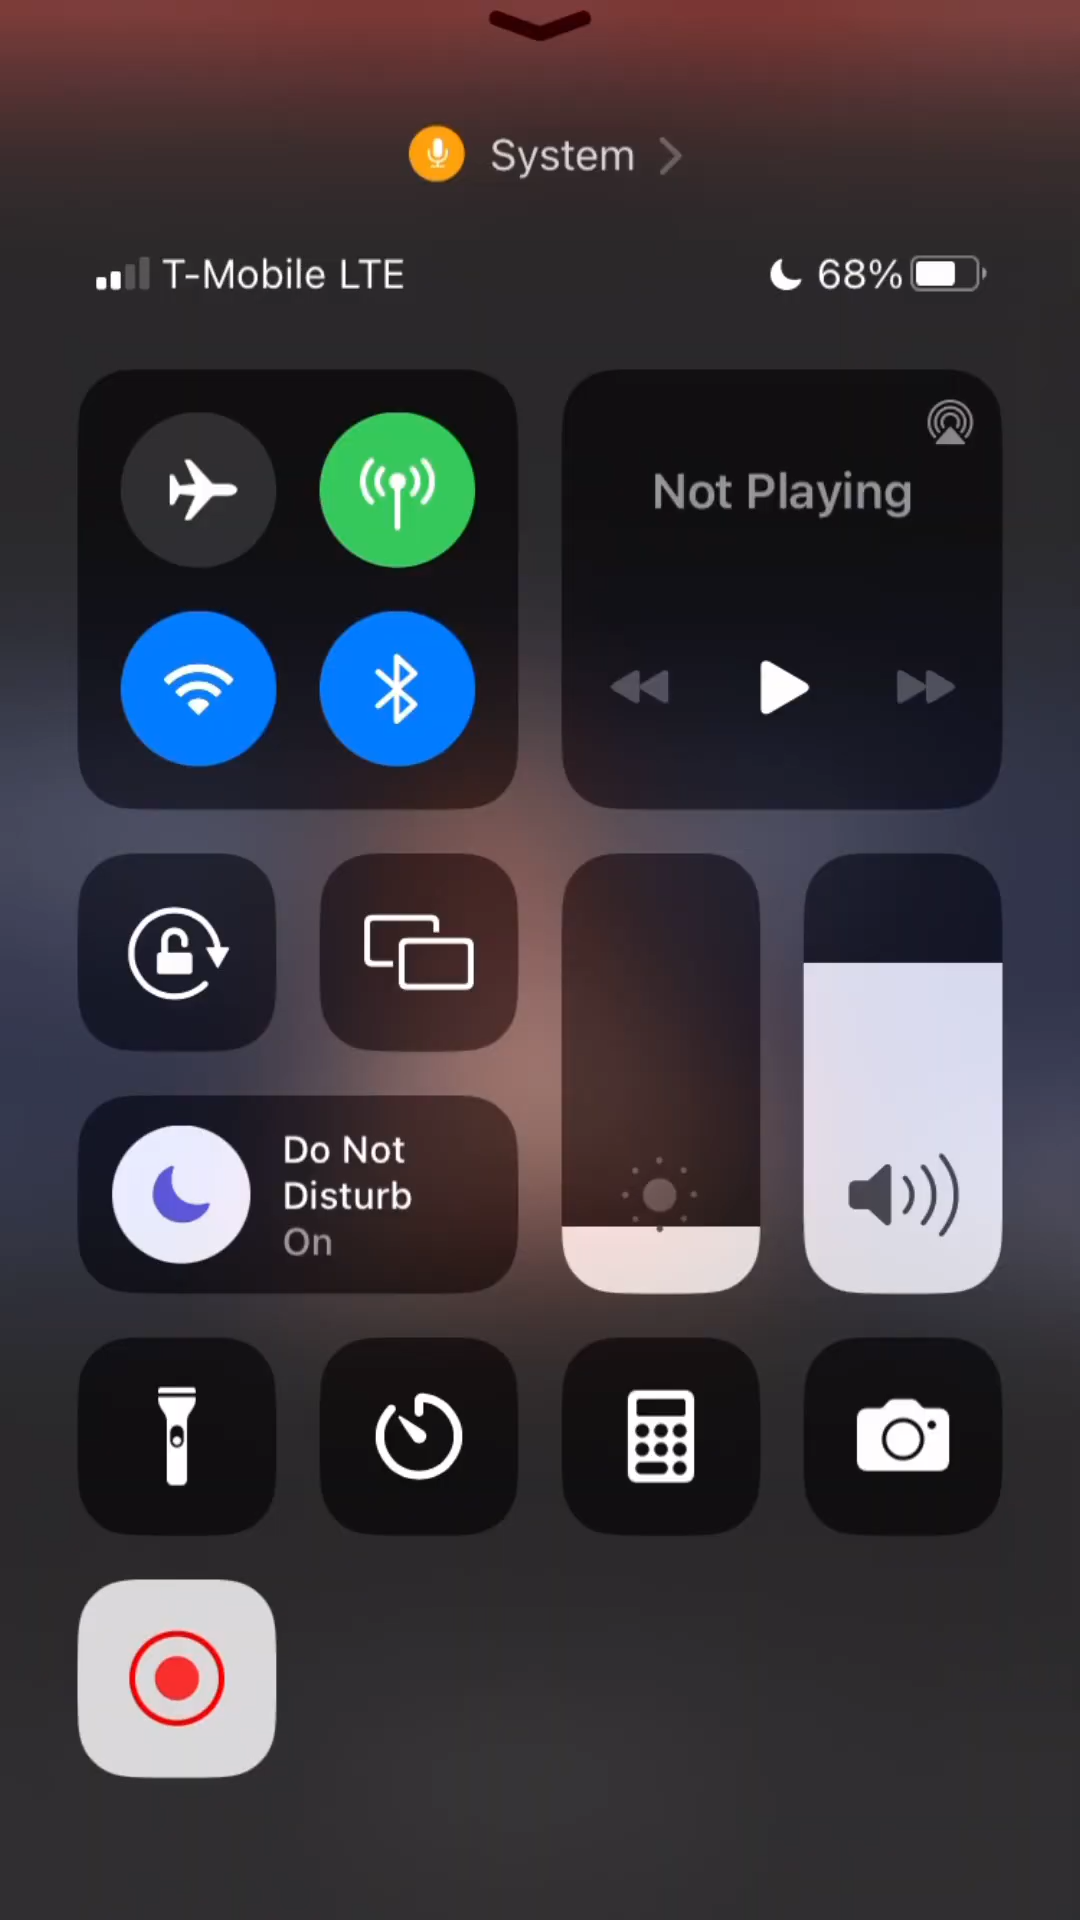 System
T-Mobile LTE
68%
Not Playing
Do Not
Disturb
On